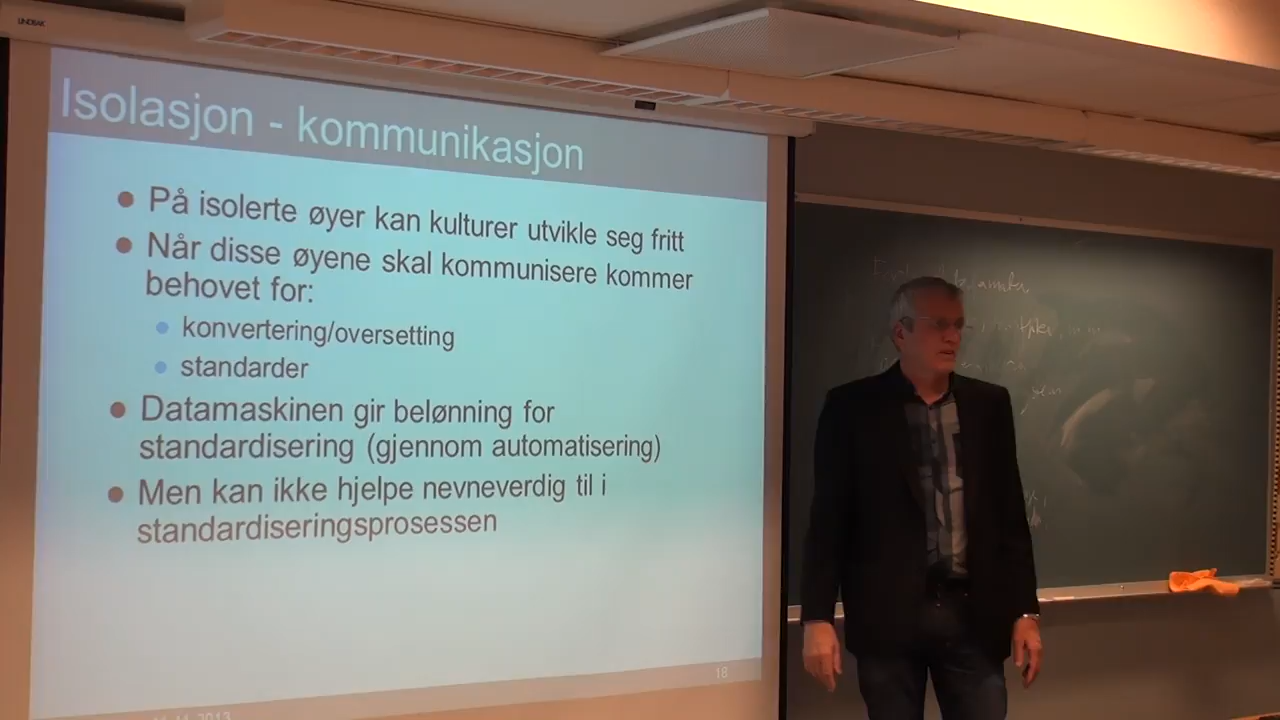 Isolasjon - kommunikasjon
På isolerte øyer kan kulturer utvikle seg fritt
Når disse øyene skal kommunisere kommer
behovet for:
konvertering/oversetting
standarder
Datamaskinen gir belønning for
standardisering (gjennom automatisering)
Men kan ikke hjelpe nevneverdig til i
standardiseringsprosessen
18